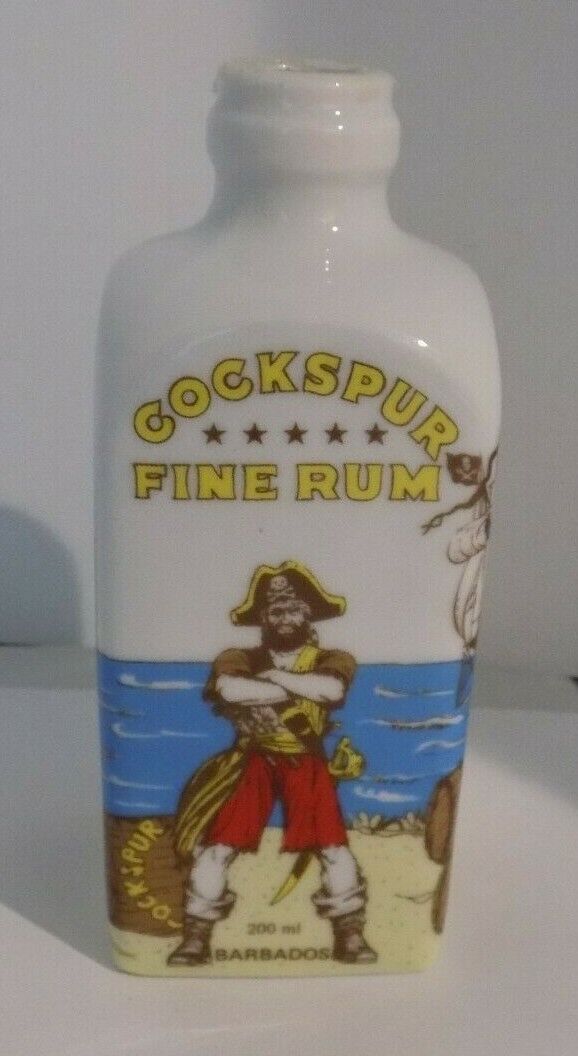 COCKSPUR
★★★★★
FINE RUM
COCKSPUR
200 ml
BARBADOS